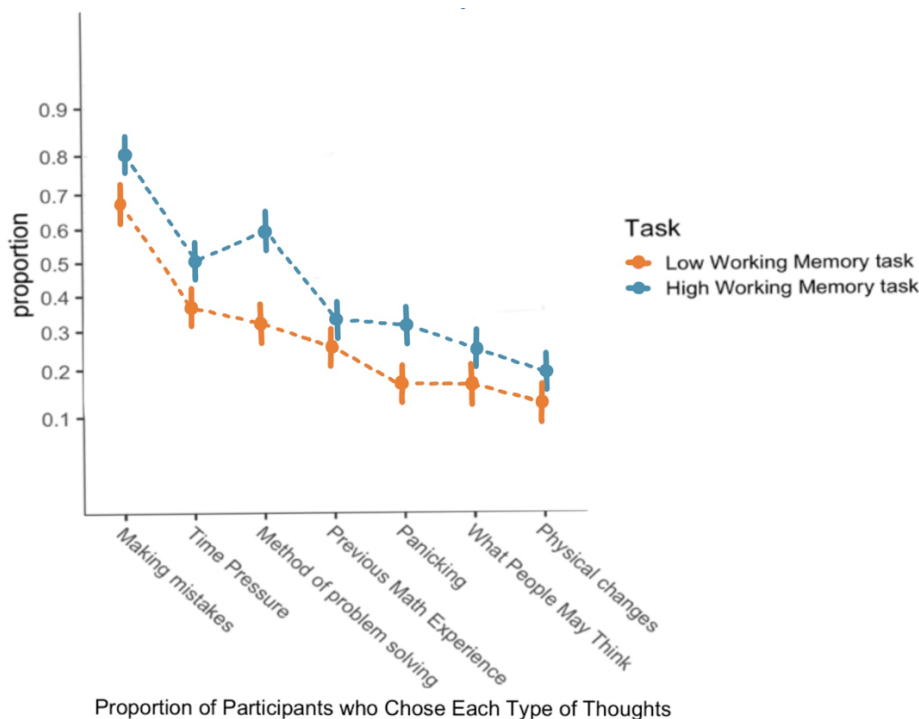 0.9
0.8
0.7
0.6
0.5
0.4
0.3
0.2
0.1
proportion
Making mistakes
Time Pressure
Method of problem solving
Previous Math Experience
Panicking
What People May Think
Physical changes
Task
Low Working Memory task
High Working Memory task
Proportion of Participants who Chose Each Type of Thoughts